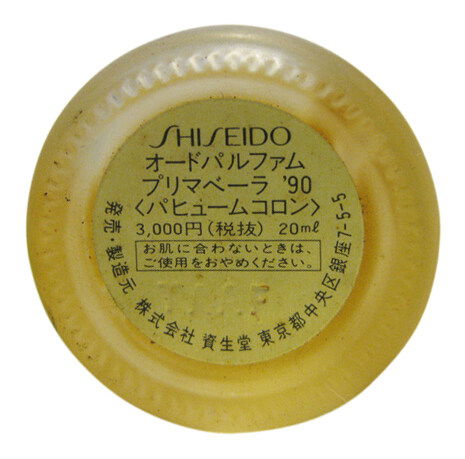 SHISEIDO
オードパルファム
プリマベーラ '90
〈パヒュームコロン〉
3,000円(税抜) 20㎖
お肌に合わないときは、
ご使用をおやめください。
発売・製造元 株式会社 資生堂 東京都中央区銀座7-5-5